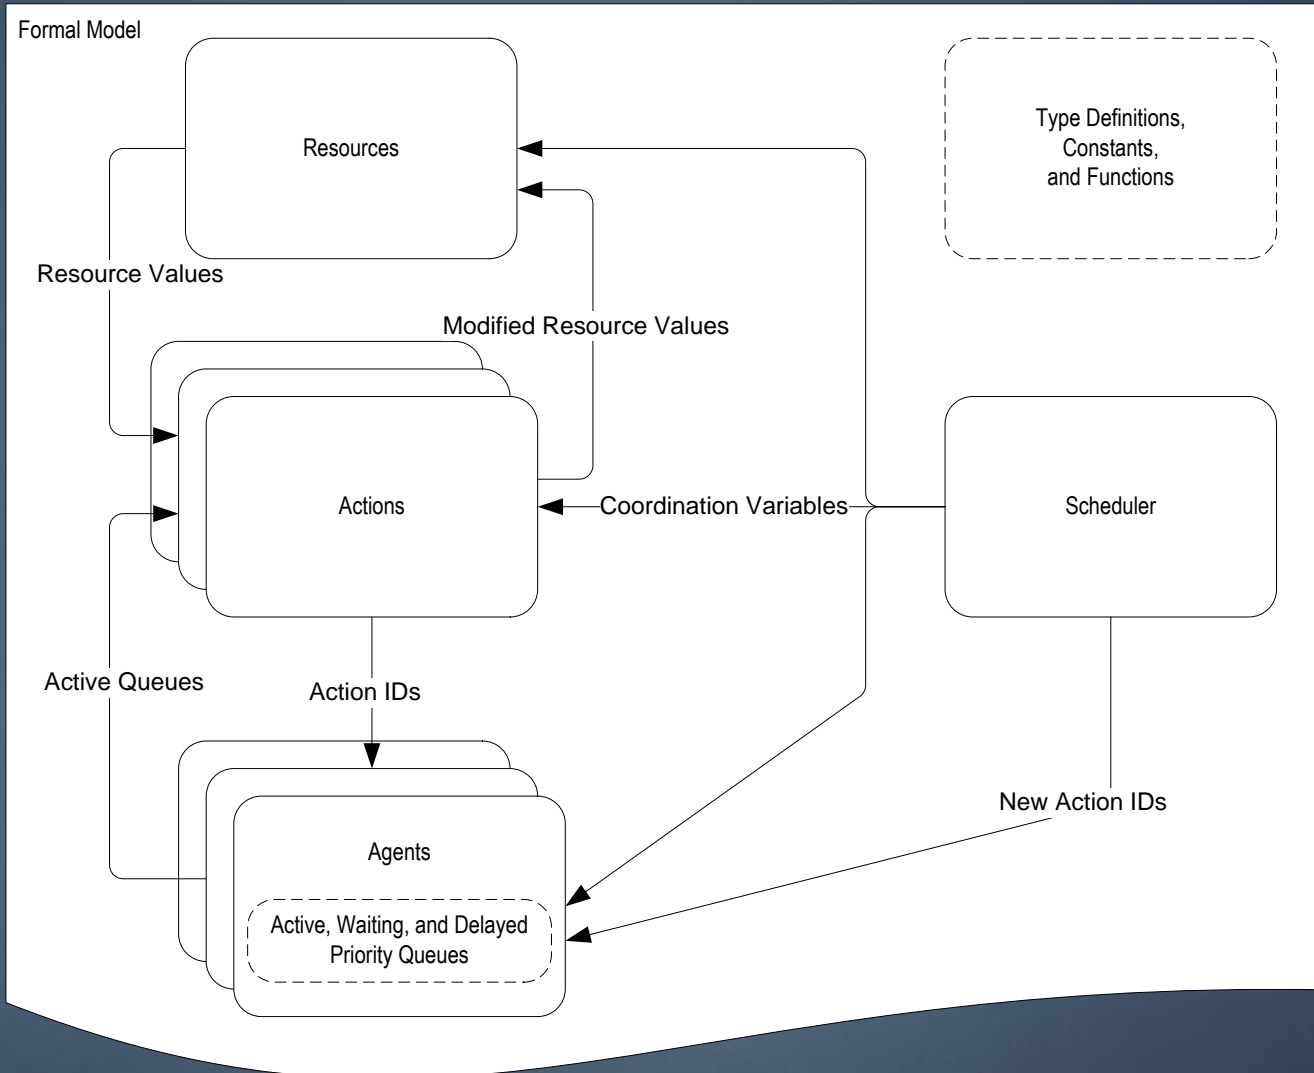 Formal Model
Resources
Type Definitions,
Constants,
and Functions
Resource Values
Modified Resource Values
Actions
Coordination Variables
Scheduler
Active Queues
Action IDs
New Action IDs
Agents
Active, Waiting, and Delayed
Priority Queues